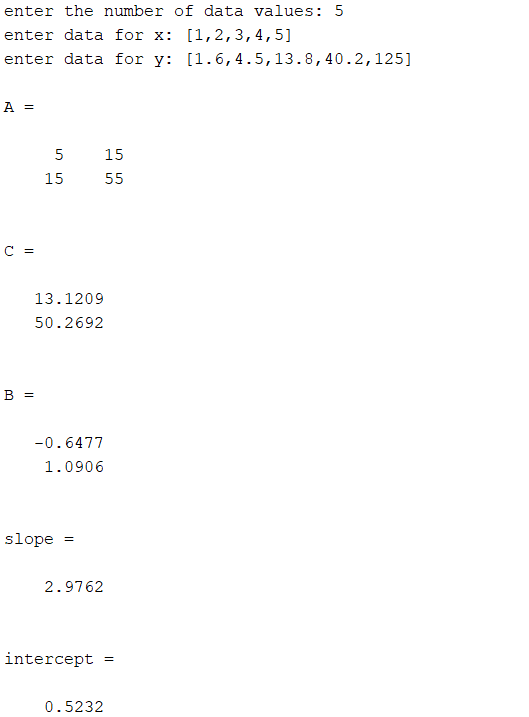 enter the number of data values: 5
enter data for x: [1,2,3,4,5]
enter data for y: [1.6,4.5,13.8,40.2,125]
A =
5 15
15 55
C =
13.1209
50.2692
B =
-0.6477
1.0906
slope =
2.9762
intercept =
0.5232